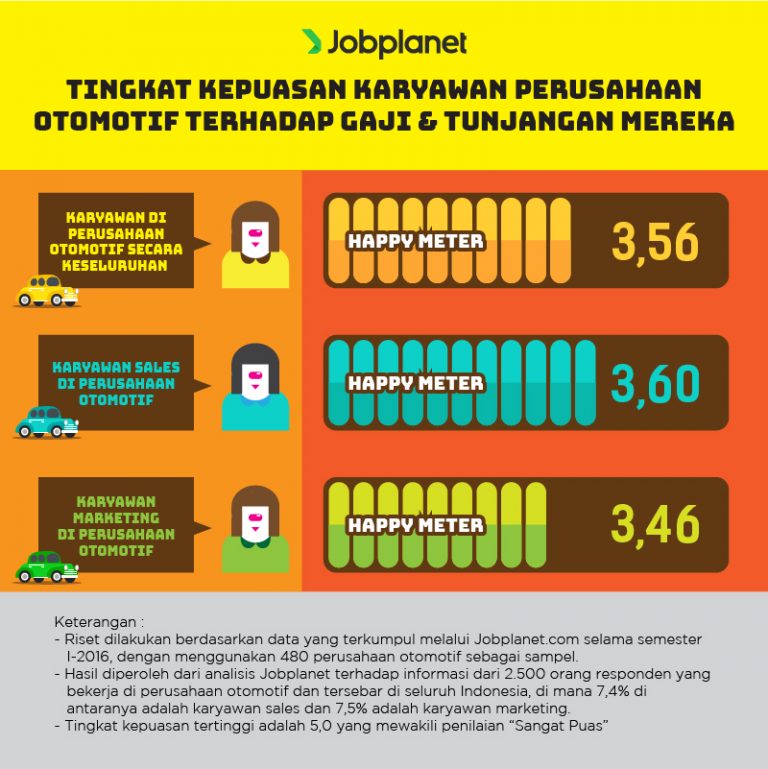 Jobplanet
TINGKAT KEPUASAN KARYAWAN PERUSAHAAN
OTOMOTIF TERHADAP GAJI & TUNJANGAN MEREKA
KARYAWAN DI
PERUSAHAAN
OTOMOTIF SECARA
KESELURUHAN
HAPPY METER
3,56
KARYAWAN SALES
DI PERUSAHAAN
OTOMOTIF
HAPPY METER
3,60
KARYAWAN
MARKETING
DI PERUSAHAAN
OTOMOTIF
HAPPY METER
3,46
Keterangan :
- Riset dilakukan berdasarkan data yang terkumpul melalui Jobplanet.com selama semester
I-2016, dengan menggunakan 480 perusahaan otomotif sebagai sampel.
- Hasil diperoleh dari analisis Jobplanet terhadap informasi dari 2.500 orang responden yang
bekerja di perusahaan otomotif dan tersebar di seluruh Indonesia, di mana 7,4% di
antaranya adalah karyawan sales dan 7,5% adalah karyawan marketing.
- Tingkat kepuasan tertinggi adalah 5,0 yang mewakili penilaian “Sangat Puas”